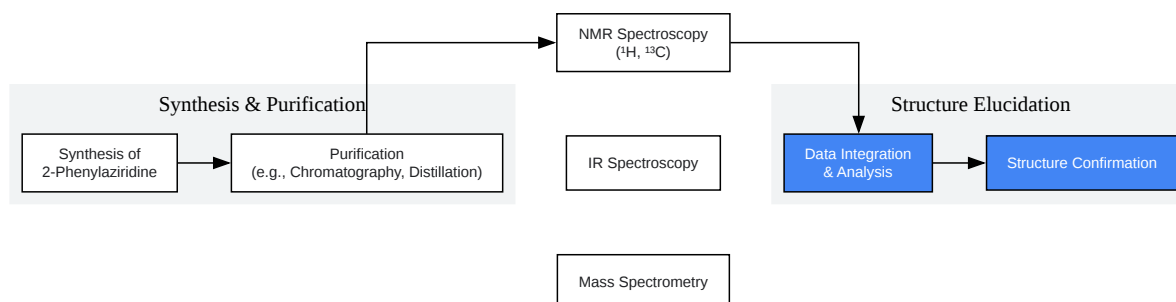 NMR Spectroscopy
(¹H, ¹³C)
Synthesis & Purification
Structure Elucidation
Synthesis of
2-Phenylaziridine
Purification
(e.g., Chromatography, Distillation)
IR Spectroscopy
Data Integration
& Analysis
Structure Confirmation
Mass Spectrometry